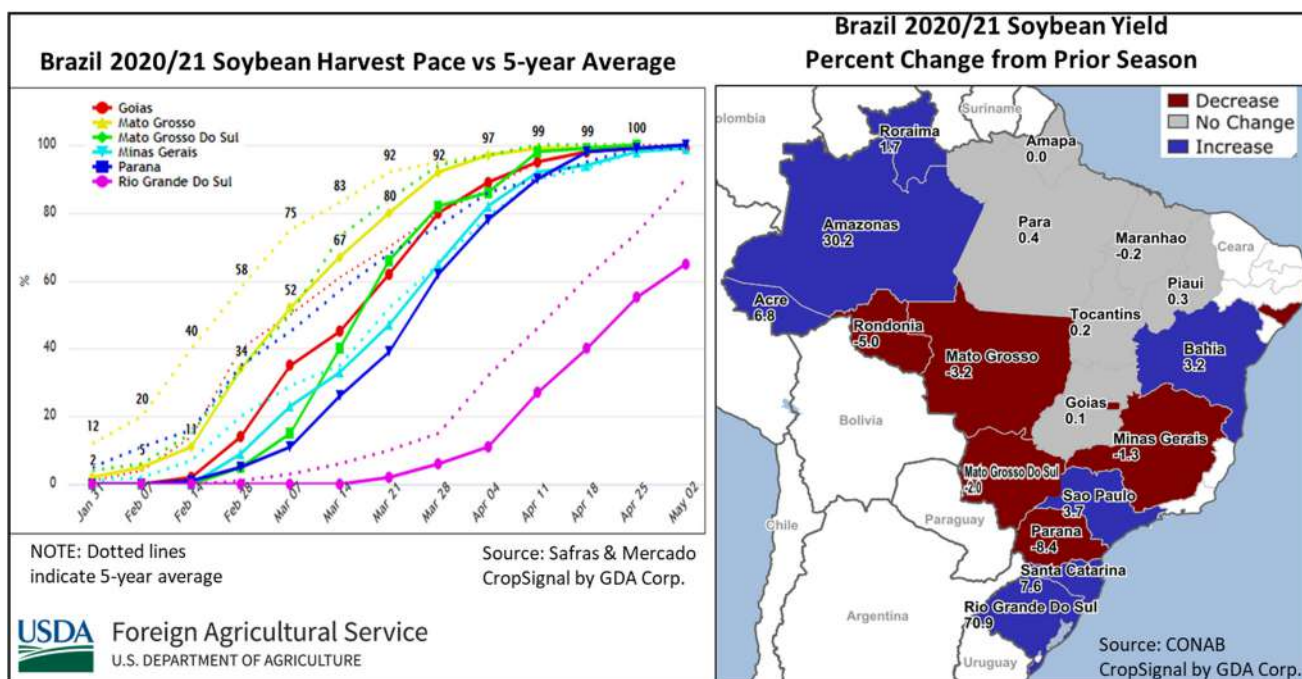 Brazil 2020/21 Soybean Harvest Pace vs 5-year Average
Goias
Mato Grosso
Mato Grosso Do Sul
Minas Gerais
Parana
Rio Grande Do Sul
%
100
80
60
40
20
0
12
20
40
58
75
83
92
92
97
99
99
100
2
5
11
34
52
67
80
Jan 31
Feb 07
Feb 14
Feb 28
Mar 07
Mar 14
Mar 21
Mar 28
Apr 04
Apr 11
Apr 18
Apr 25
May 02
NOTE: Dotted lines
indicate 5-year average
Source: Safras & Mercado
CropSignal by GDA Corp.
USDA
Foreign Agricultural Service
U.S. DEPARTMENT OF AGRICULTURE
Brazil 2020/21 Soybean Yield
Percent Change from Prior Season
Decrease
No Change
Increase
olombia
Suriname
Roraima
1.7
Amapa
0.0
Amazonas
30.2
Para
0.4
Maranhao
-0.2
Ceara
Piaui
0.3
Acre
6.8
Rondonia
-5.0
Tocantins
0.2
Mato Grosso
-3.2
Bahia
3.2
Goias
0.1
Bolivia
Minas Gerais
-1.3
Mato Grosso Do Sul
-2.0
Sao Paulo
3.7
Paraguay
Chile
Parana
-8.4
Santa Catarina
7.6
Rio Grande Do Sul
70.9
Argentina
Uruguay
Source: CONAB
CropSignal by GDA Corp.